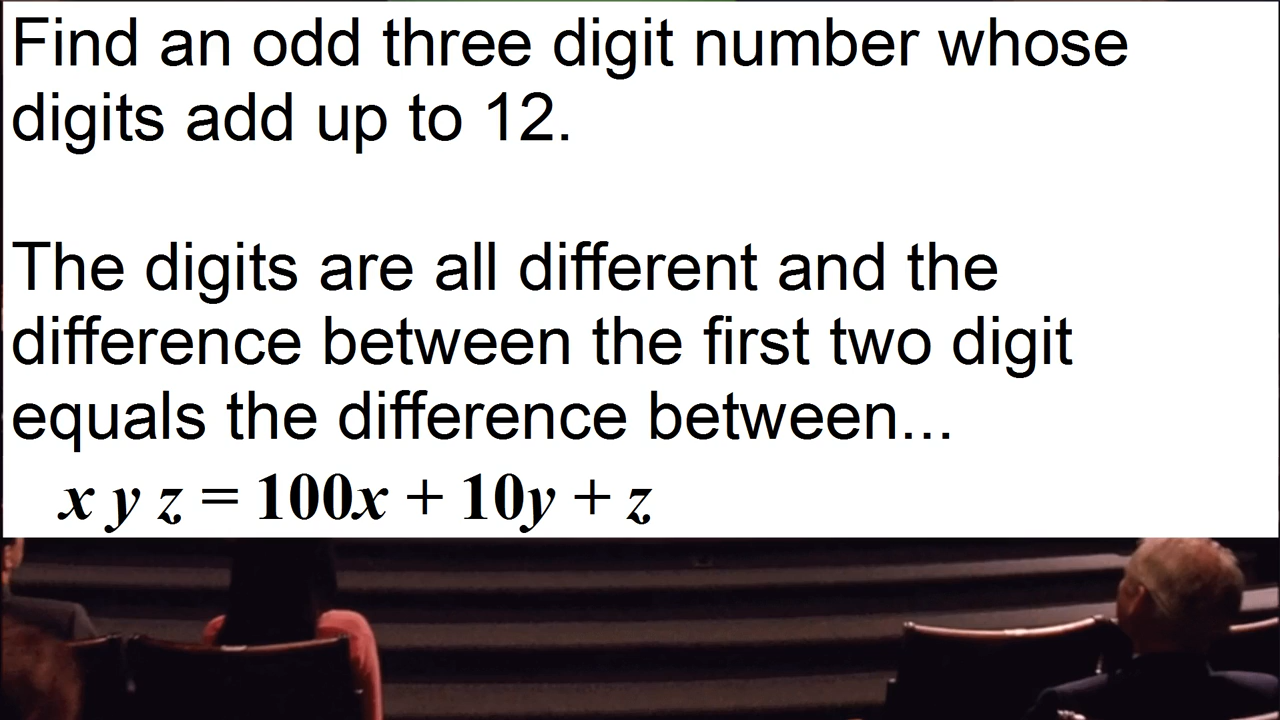 Find an odd three digit number whose
digits add up to 12.
The digits are all different and the
difference between the first two digit
equals the difference between...
x y z = 100x + 10y + z